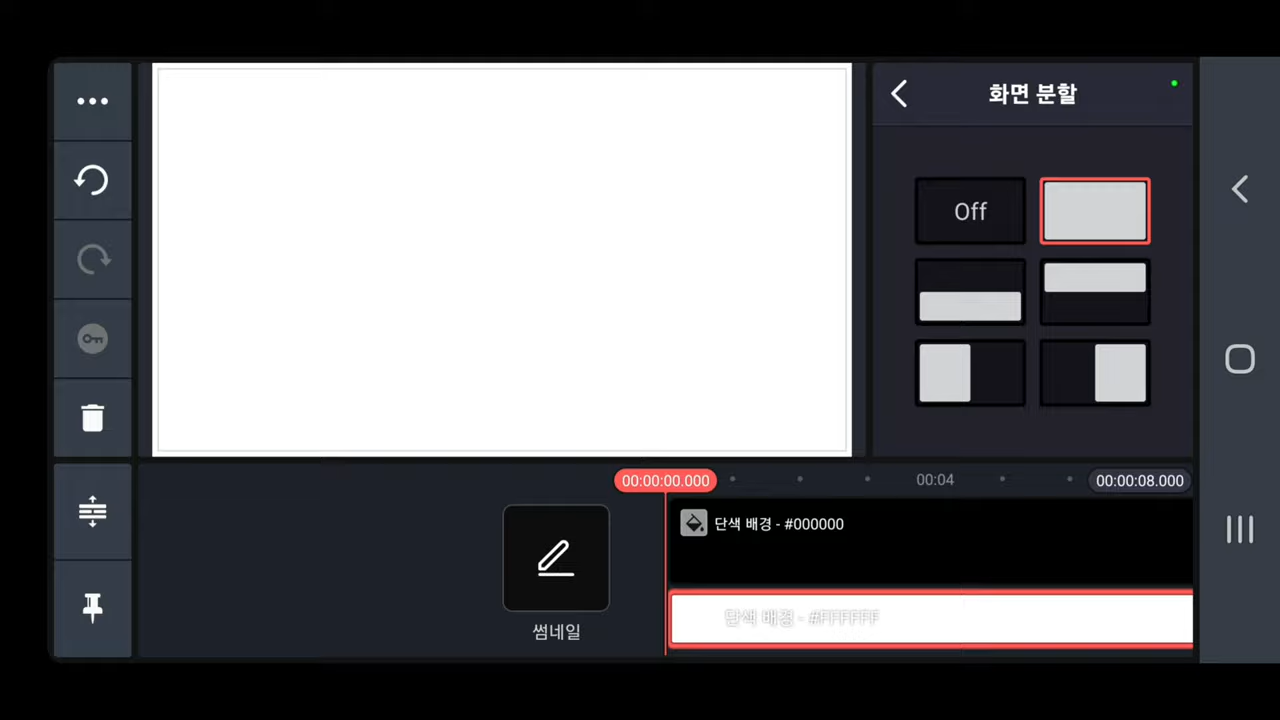 화면 분할
Off
00:00:00.000
00:04
00:00:08.000
단색 배경 - #000000
단색 배경 - #FFFFFF
썸네일